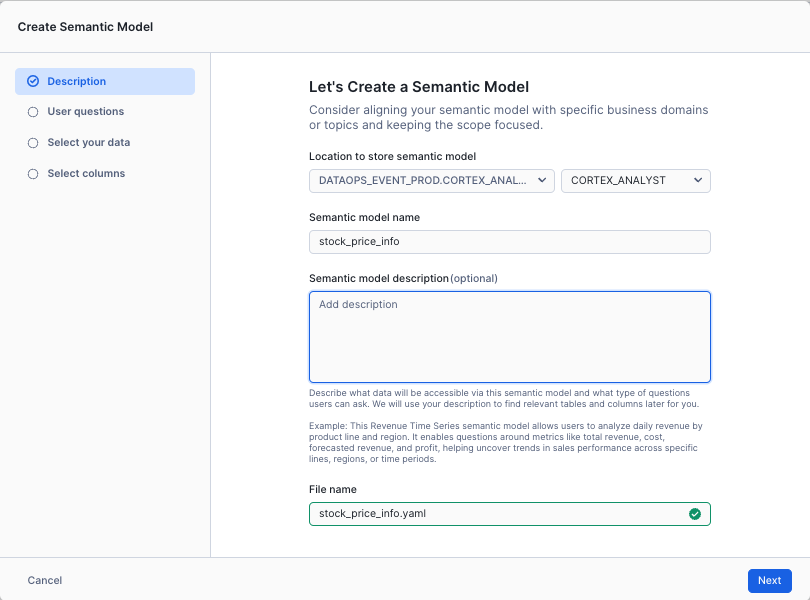 Create Semantic Model
Description
User questions
Select your data
Select columns
Let's Create a Semantic Model
Consider aligning your semantic model with specific business domains
or topics and keeping the scope focused.
Location to store semantic model
DATAOPS_EVENT_PROD.CORTEX_ANAL...
CORTEX_ANALYST
Semantic model name
stock_price_info
Semantic model description (optional)
Add description
Describe what data will be accessible via this semantic model and what type of questions
users can ask. We will use your description to find relevant tables and columns later for you.
Example: This Revenue Time Series semantic model allows users to analyze daily revenue by
product line and region. It enables questions around metrics like total revenue, cost,
forecasted revenue, and profit, helping uncover trends in sales performance across specific
lines, regions, or time periods.
File name
stock_price_info.yaml
Cancel
Next